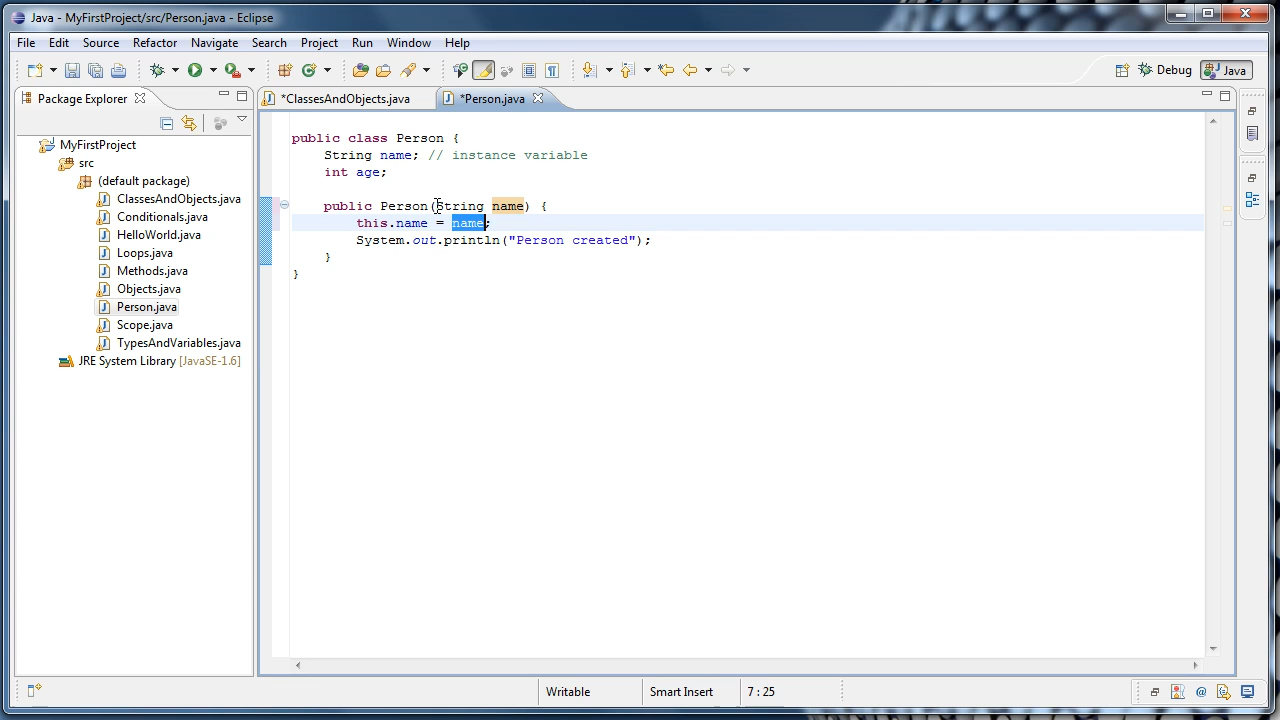 Java - MyFirstProject/src/Person.java - Eclipse
File Edit Source Refactor Navigate Search Project Run Window Help
Debug Java
Package Explorer
*ClassesAndObjects.java
*Person.java
MyFirstProject
src
(default package)
ClassesAndObjects.java
Conditionals.java
HelloWorld.java
Loops.java
Methods.java
Objects.java
Person.java
Scope.java
TypesAndVariables.java
JRE System Library [JavaSE-1.6]
public class Person {
String name; // instance variable
int age;
public Person(String name) {
this.name = name;
System.out.println("Person created");
}
}
Writable Smart Insert 7 : 25